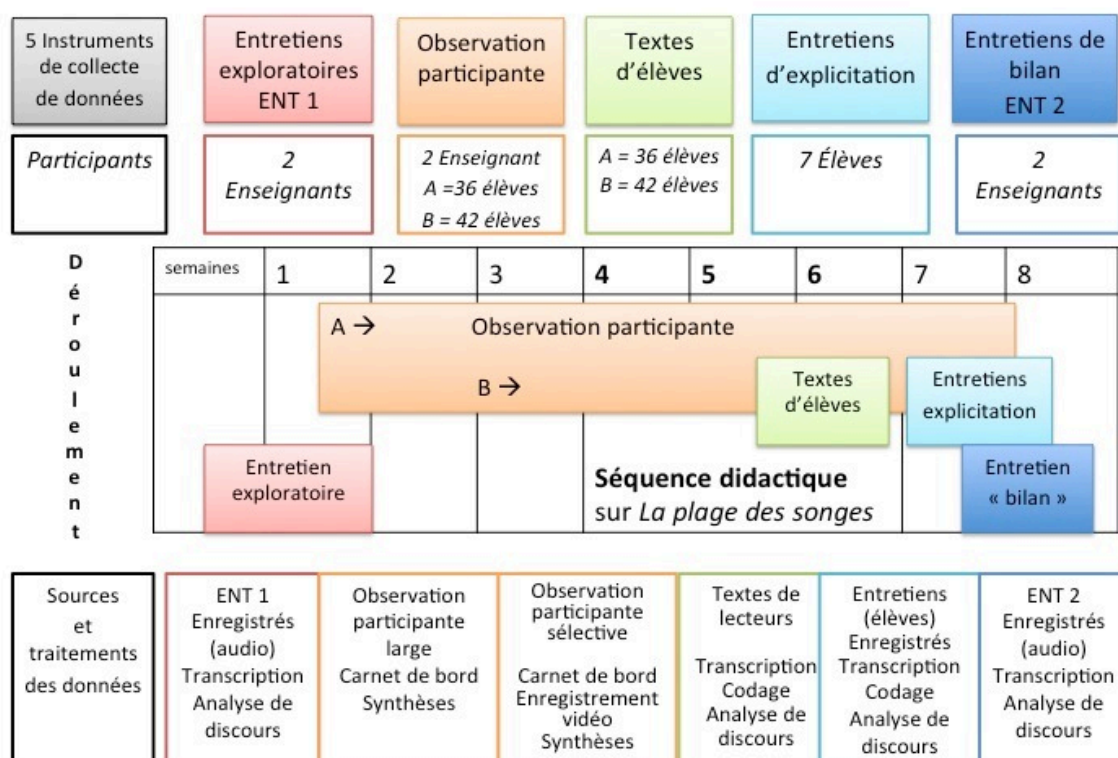 5 Instruments
de collecte
de données
Entretiens
exploratoires
ENT 1
Observation
participante
Textes
d'élèves
Entretiens
d'explicitation
Entretiens de
bilan
ENT 2
Participants
2
Enseignants
2 Enseignant
A =36 élèves
B = 42 élèves
A = 36 élèves
B = 42 élèves
7 Élèves
2
Enseignants
Déroulement
semaines
1
2
3
4
5
6
7
8
A →
Observation participante
B →
Textes
d'élèves
Entretiens
explicitation
Entretien
exploratoire
Séquence didactique
sur La plage des songes
Entretien
« bilan »
Sources
et
traitements
des données
ENT 1
Enregistrés
(audio)
Transcription
Analyse de
discours
Observation
participante
large
Carnet de bord
Synthèses
Observation
participante
sélective
Carnet de bord
Enregistrement
vidéo
Synthèses
Textes de
lecteurs
Transcription
Codage
Analyse de
discours
Entretiens
(élèves)
Enregistrés
Transcription
Codage
Analyse de
discours
ENT 2
Enregistrés
(audio)
Transcription
Analyse de
discours